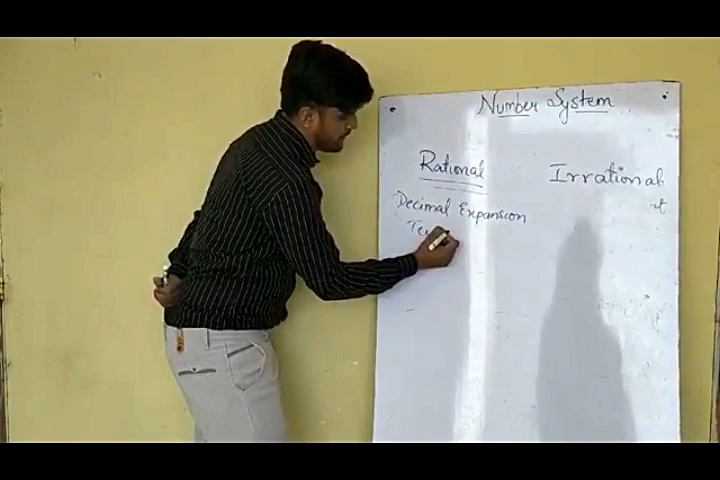 Number System
Rational
Irrational
Decimal Expansion
Te